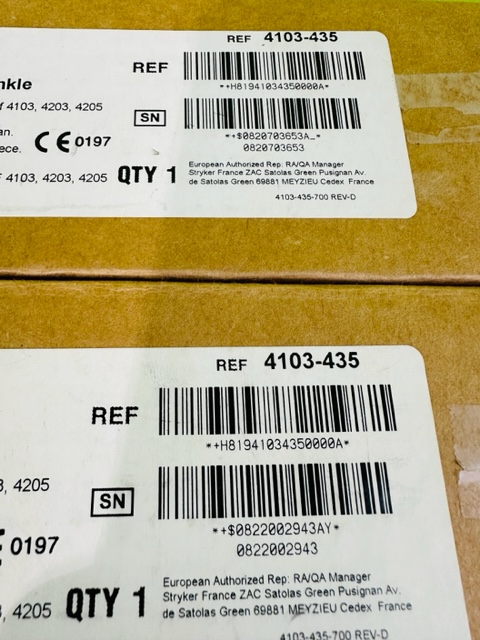 REF 4103-435
REF
*+H81941034350000A*
nkle
f 4103, 4203, 4205
SN
*+$0820703653A_*
0820703653
an.
ece.
CE 0197
4103, 4203, 4205
QTY 1
European Authorized Rep: RA/QA Manager
Stryker France ZAC Satolas Green Pusignan Av.
de Satolas Green 69881 MEYZIEU Cedex France
4103-435-700 REV-D
REF 4103-435
REF
*+H81941034350000A*
3, 4205
SN
*+$0822002943AY*
0822002943
0197
European Authorized Rep: RA/QA Manager
Stryker France ZAC Satolas Green Pusignan Av.
de Satolas Green 69881 MEYZIEU Cedex France
3, 4205
QTY 1
4103-435-700 REV-D